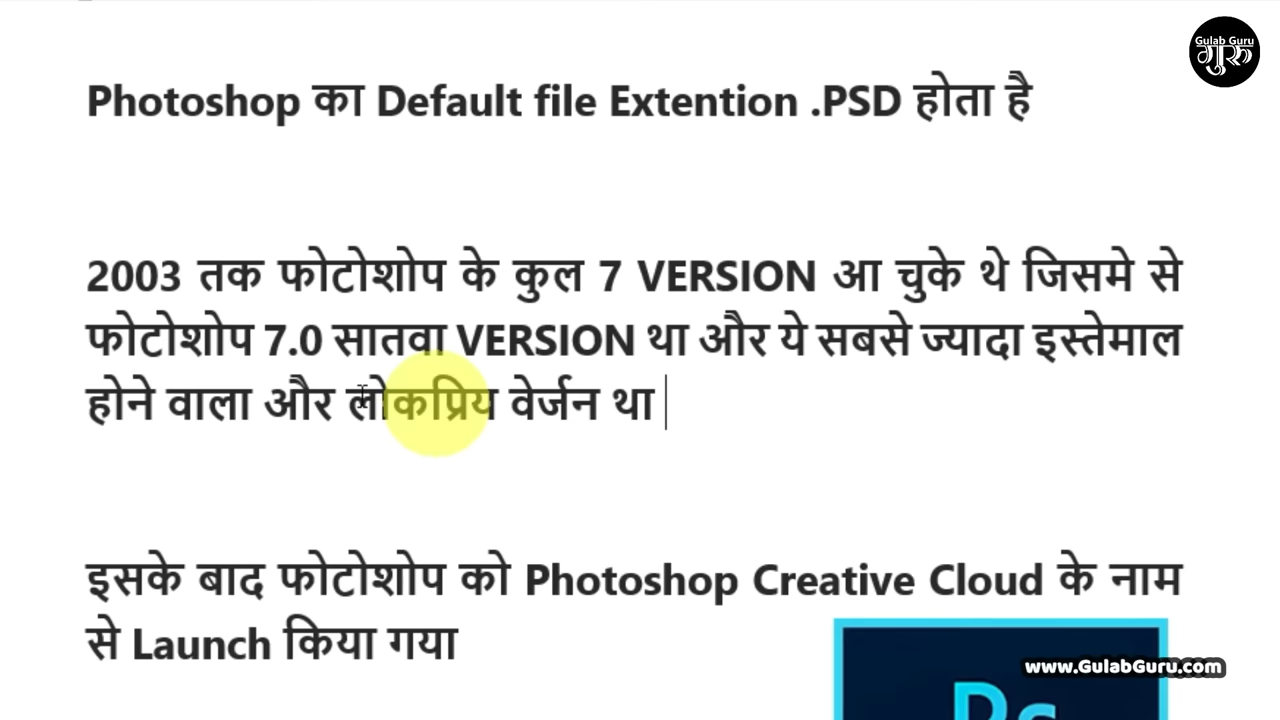 Gulab Guru
गुरू
Photoshop का Default file Extention .PSD होता है
2003 तक फोटोशोप के कुल 7 VERSION आ चुके थे जिसमे से
फोटोशोप 7.0 सातवा VERSION था और ये सबसे ज्यादा इस्तेमाल
होने वाला और लोकप्रिय वेर्जन था
इसके बाद फोटोशोप को Photoshop Creative Cloud के नाम
से Launch किया गया
www.GulabGuru.com
Ps